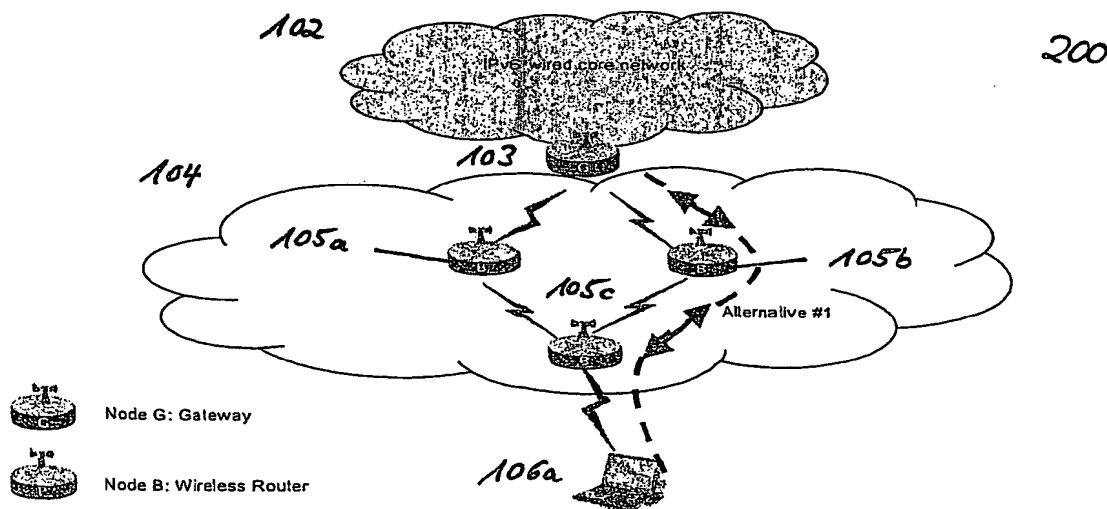 102
200
IPv6 wired core network
103
104
105a
105b
105c
Alternative #1
Node G: Gateway
Node B: Wireless Router
106a